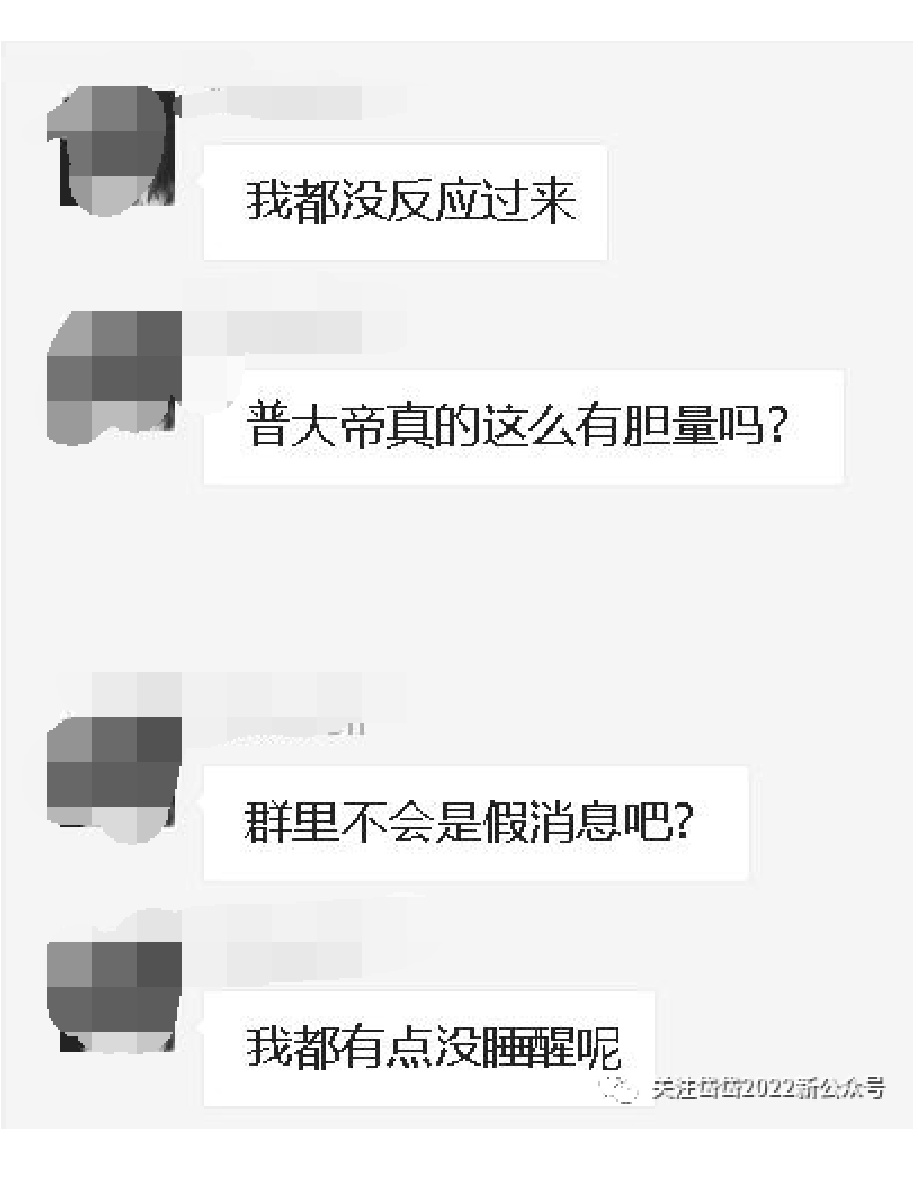 我都没反应过来
普大帝真的这么有胆量吗?
群里不会是假消息吧?
我都有点没睡醒呢
关注岱岱2022新公众号